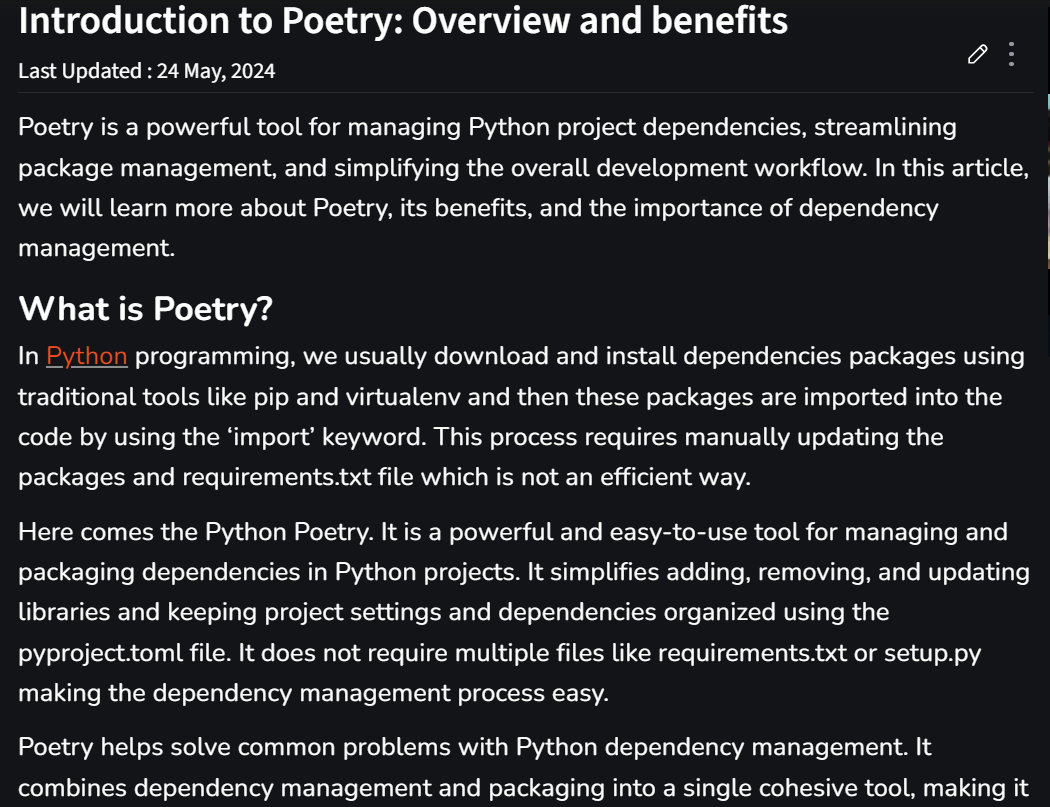 Introduction to Poetry: Overview and benefits
Last Updated : 24 May, 2024
Poetry is a powerful tool for managing Python project dependencies, streamlining
package management, and simplifying the overall development workflow. In this article,
we will learn more about Poetry, its benefits, and the importance of dependency
management.
What is Poetry?
In Python programming, we usually download and install dependencies packages using
traditional tools like pip and virtualenv and then these packages are imported into the
code by using the ‘import’ keyword. This process requires manually updating the
packages and requirements.txt file which is not an efficient way.
Here comes the Python Poetry. It is a powerful and easy-to-use tool for managing and
packaging dependencies in Python projects. It simplifies adding, removing, and updating
libraries and keeping project settings and dependencies organized using the
pyproject.toml file. It does not require multiple files like requirements.txt or setup.py
making the dependency management process easy.
Poetry helps solve common problems with Python dependency management. It
combines dependency management and packaging into a single cohesive tool, making it